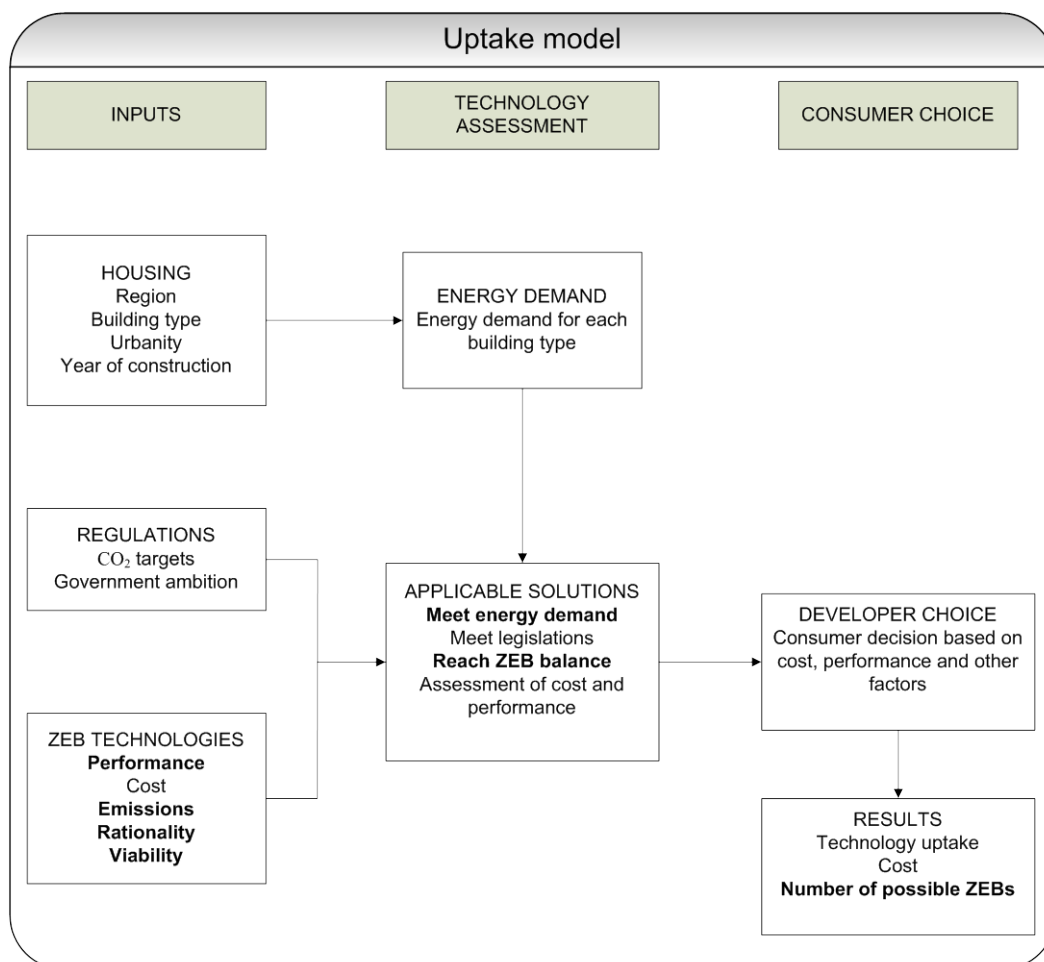 Uptake model
INPUTS
TECHNOLOGY
ASSESSMENT
CONSUMER CHOICE
HOUSING
Region
Building type
Urbanity
Year of construction
ENERGY DEMAND
Energy demand for each
building type
REGULATIONS
CO₂ targets
Government ambition
ZEB TECHNOLOGIES
Performance
Cost
Emissions
Rationality
Viability
APPLICABLE SOLUTIONS
Meet energy demand
Meet legislations
Reach ZEB balance
Assessment of cost and
performance
DEVELOPER CHOICE
Consumer decision based on
cost, performance and other
factors
RESULTS
Technology uptake
Cost
Number of possible ZEBs